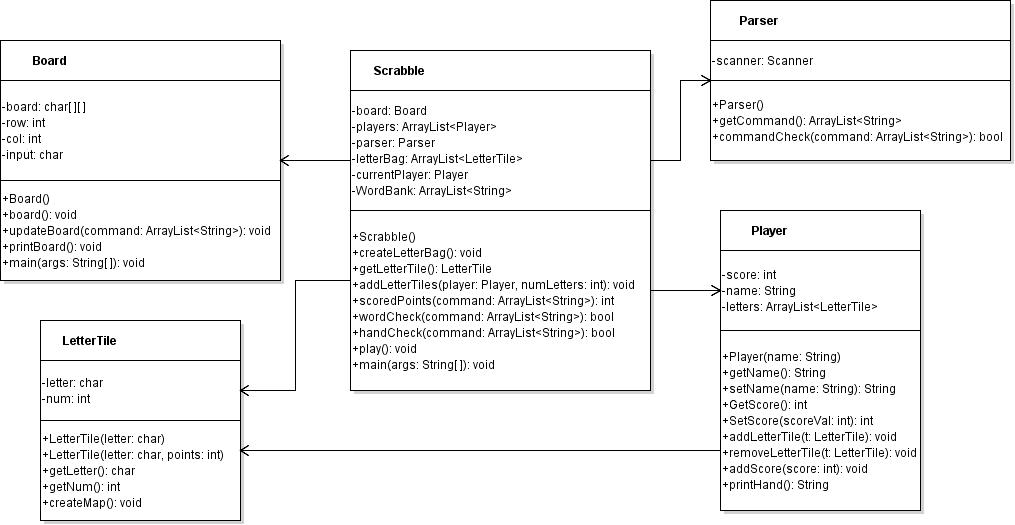 Board
-board: char[][]
-row: int
-col: int
-input: char
+Board()
+board(): void
+updateBoard(command: ArrayList<String>): void
+printBoard(): void
+main(args: String[]): void
Scrabble
-board: Board
-players: ArrayList<Player>
-parser: Parser
-letterBag: ArrayList<LetterTile>
-currentPlayer: Player
-WordBank: ArrayList<String>
+Scrabble()
+createLetterBag(): void
+getLetterTile(): LetterTile
+addLetterTiles(player: Player, numLetters: int): void
+scoredPoints(command: ArrayList<String>): int
+wordCheck(command: ArrayList<String>): bool
+handCheck(command: ArrayList<String>): bool
+play(): void
+main(args: String[]): void
Parser
-scanner: Scanner
+Parser()
+getCommand(): ArrayList<String>
+commandCheck(command: ArrayList<String>): bool
Player
-score: int
-name: String
-letters: ArrayList<LetterTile>
+Player(name: String)
+getName(): String
+setName(name: String): String
+GetScore(): int
+SetScore(scoreVal: int): int
+addLetterTile(t: LetterTile): void
+removeLetterTile(t: LetterTile): void
+addScore(score: int): void
+printHand(): String
LetterTile
-letter: char
-num: int
+LetterTile(letter: char)
+LetterTile(letter: char, points: int)
+getLetter(): char
+getNum(): int
+createMap(): void